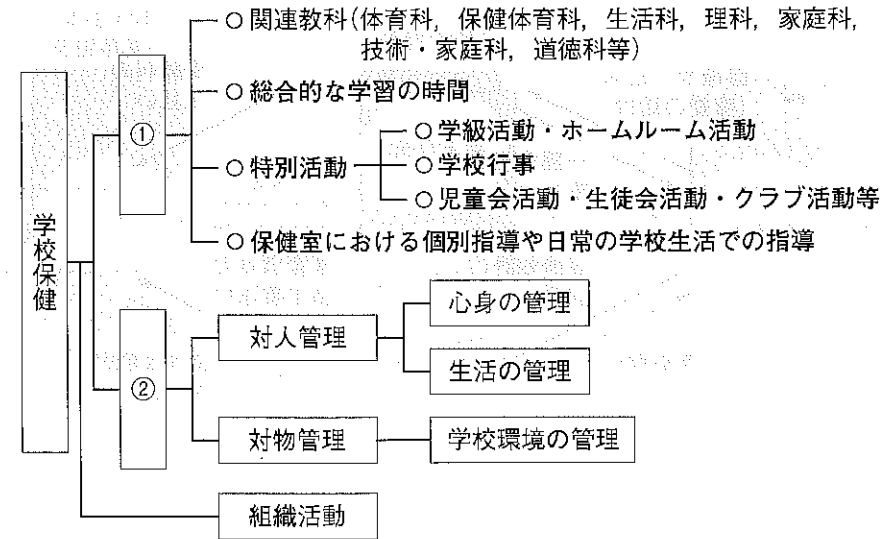 ○ 関連教科(体育科, 保健体育科, 生活科, 理科, 家庭科,
技術・家庭科, 道徳科等)
○ 総合的な学習の時間
①
○ 特別活動
○ 学級活動・ホームルーム活動
○ 学校行事
○ 児童会活動・生徒会活動・クラブ活動等
○ 保健室における個別指導や日常の学校生活での指導
学校保健
②
対人管理
心身の管理
生活の管理
対物管理
学校環境の管理
組織活動